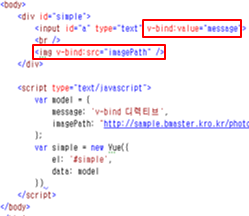 <body>
<div id="simple">
<input id="a" type="text" v-bind:value="message">
<br />
<img v-bind:src="imagePath" />
</div>
<script type="text/javascript">
var model = {
message: 'v-bind 디렉티브',
imagePath: "http://sample.bmaster.kro.kr/phot
};
var simple = new Vue({
el: '#simple',
data: model
})
</script>
</body>